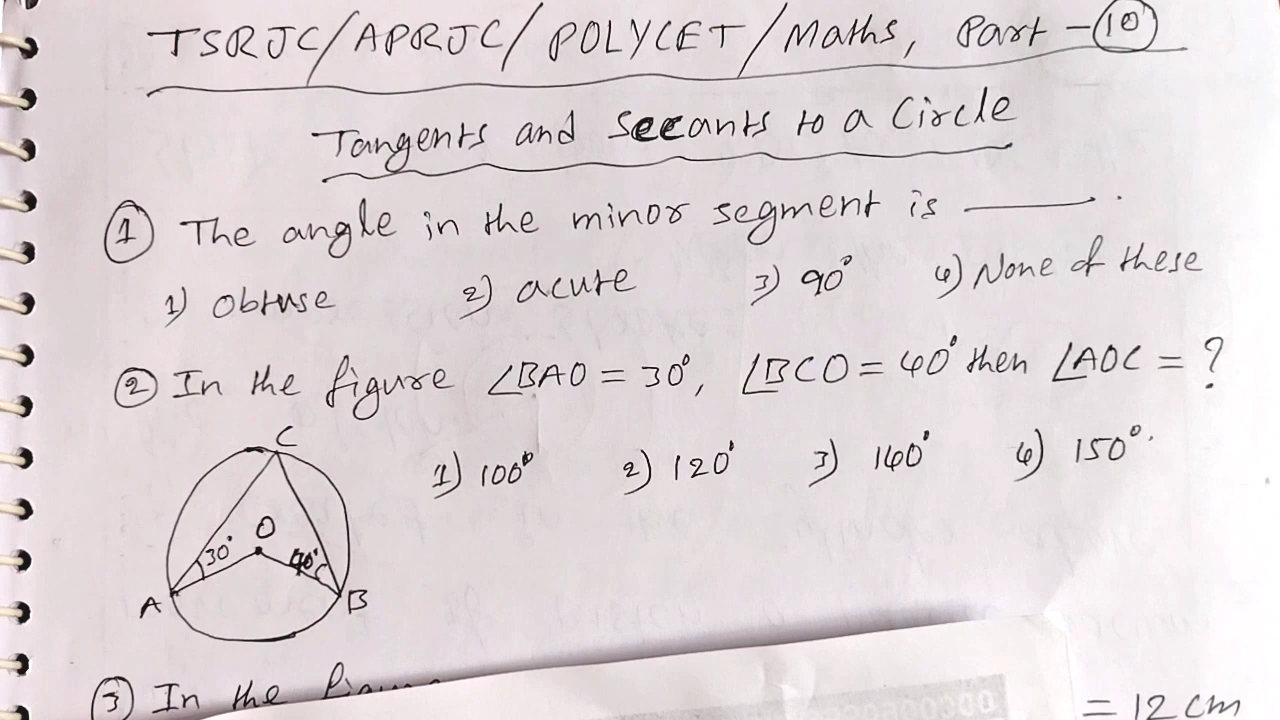 TSRJC/APRJC/POLYCET/Maths, Part-⑩
Tangents and Secants to a Circle
① The angle in the minor segment is ———.
1) Obtuse 2) acute 3) 90° 4) None of these
② In the figure ∠BAO = 30°, ∠BCO = 40° then ∠AOC = ?
1) 100° 2) 120° 3) 140° 4) 150°.
C
O
30° 40°
A B
③ In the
= 12 cm